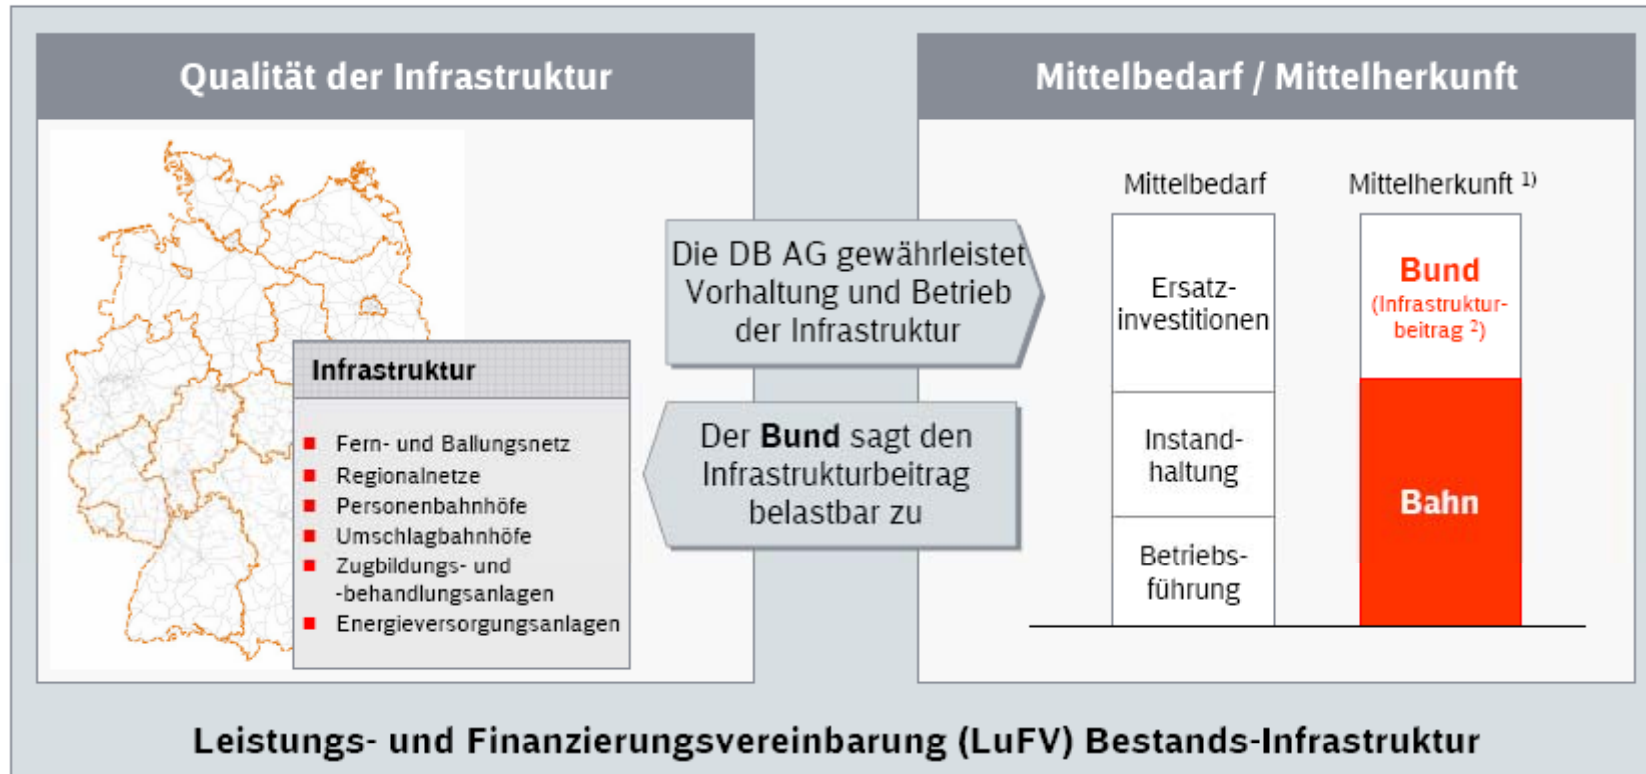 Qualität der Infrastruktur
Infrastruktur
Fern- und Ballungsnetz
Regionalnetze
Personenbahnhöfe
Umschlagbahnhöfe
Zugbildungs- und
-behandlungsanlagen
Energieversorgungsanlagen
Die DB AG gewährleistet
Vorhaltung und Betrieb
der Infrastruktur
Der Bund sagt den
Infrastrukturbeitrag
belastbar zu
Mittelbedarf / Mittelherkunft
Mittelbedarf
Ersatz-
investitionen
Instand-
haltung
Betriebs-
führung
Mittelherkunft ¹⁾
Bund
(Infrastruktur-
beitrag ²⁾)
Bahn
Leistungs- und Finanzierungsvereinbarung (LuFV) Bestands-Infrastruktur